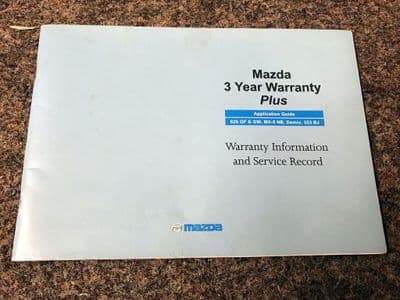 Mazda
3 Year Warranty
Plus
Application Guide
626 GF & GW, MX-5 NB, Demio, 323 BJ
Warranty Information
and Service Record
mazda